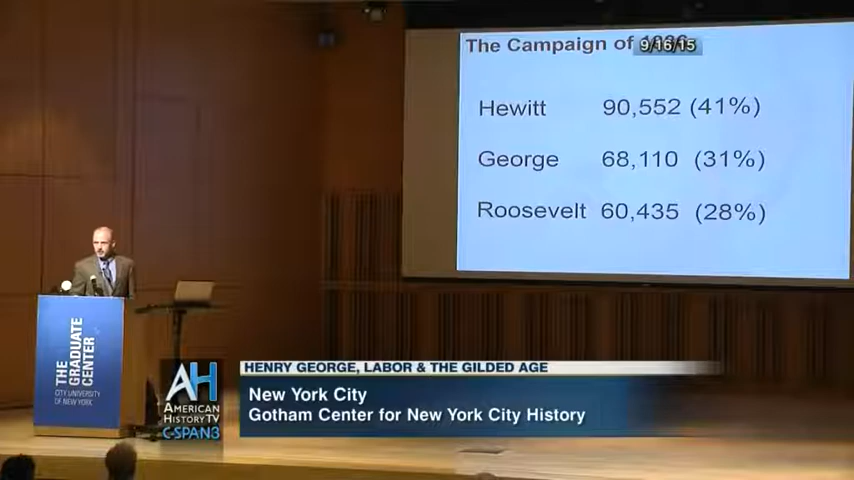 The Campaign of
9/16/15
Hewitt 90,552 (41%)
George 68,110 (31%)
Roosevelt 60,435 (28%)
THE
GRADUATE
CENTER
CITY UNIVERSITY
OF NEW YORK
AH
AMERICAN
HISTORY TV
C-SPAN3
HENRY GEORGE, LABOR & THE GILDED AGE
New York City
Gotham Center for New York City History